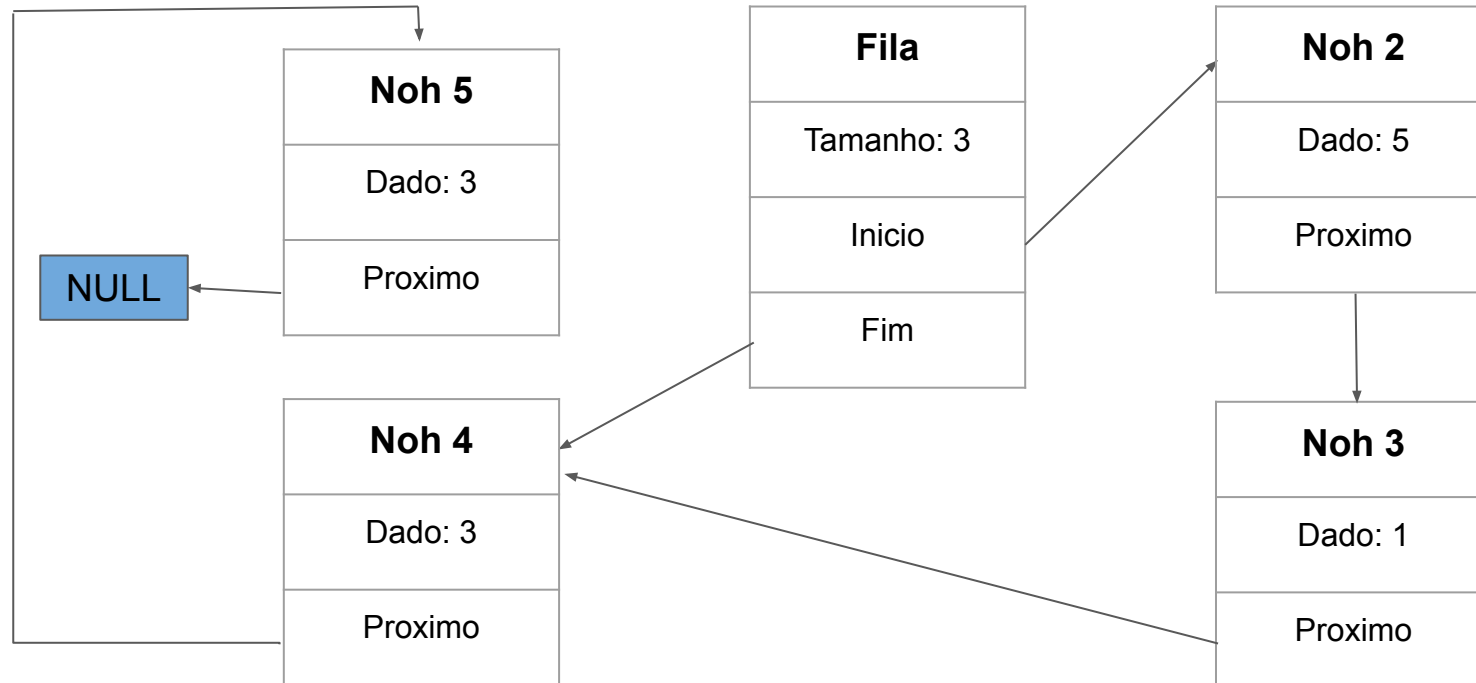 Noh 5
Dado: 3
Proximo
NULL
Fila
Tamanho: 3
Inicio
Fim
Noh 2
Dado: 5
Proximo
Noh 4
Dado: 3
Proximo
Noh 3
Dado: 1
Proximo